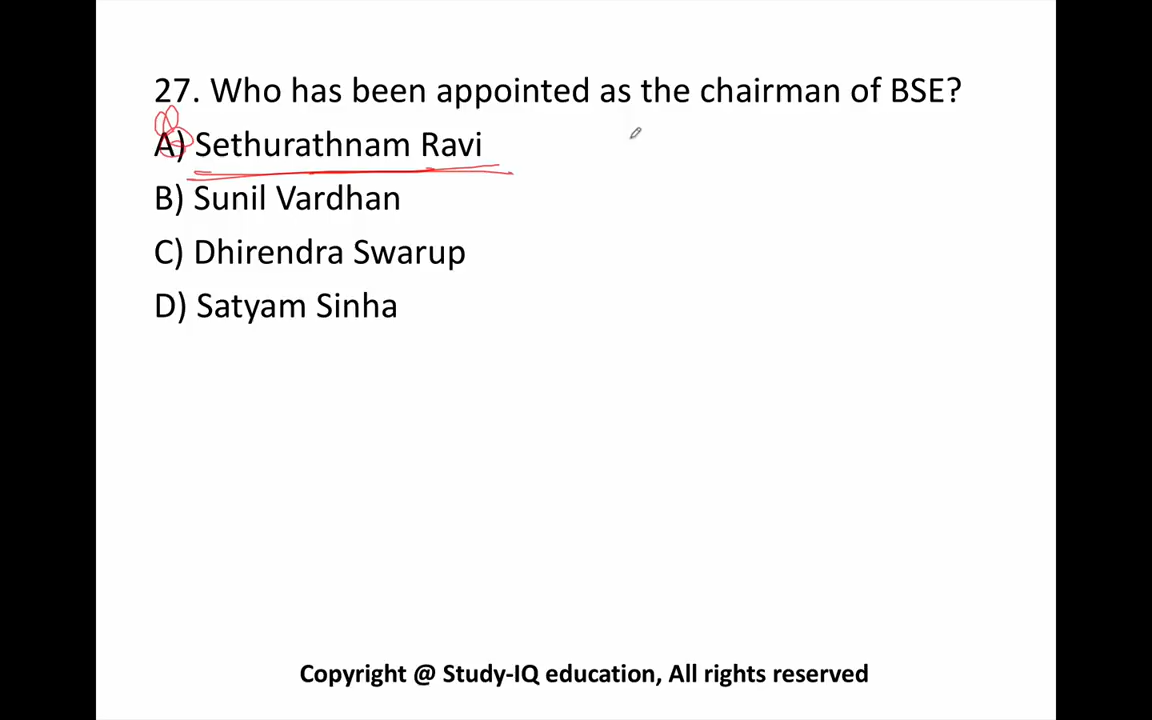 27. Who has been appointed as the chairman of BSE?
A) Sethurathnam Ravi
B) Sunil Vardhan
C) Dhirendra Swarup
D) Satyam Sinha
Copyright @ Study-IQ education, All rights reserved